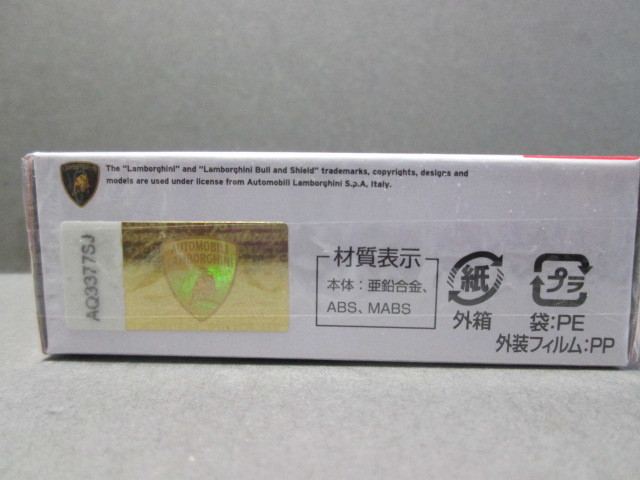 The "Lamborghini" and "Lamborghini Bull and Shield" trademarks, copyrights, designs and
models are used under license from Automobili Lamborghini S.p.A, Italy.
AQ3377SJ
AUTOMOBILI
LAMBORGHINI
材質表示
本体：亜鉛合金、
ABS、MABS
紙
外箱
プラ
袋：PE
外装フィルム：PP